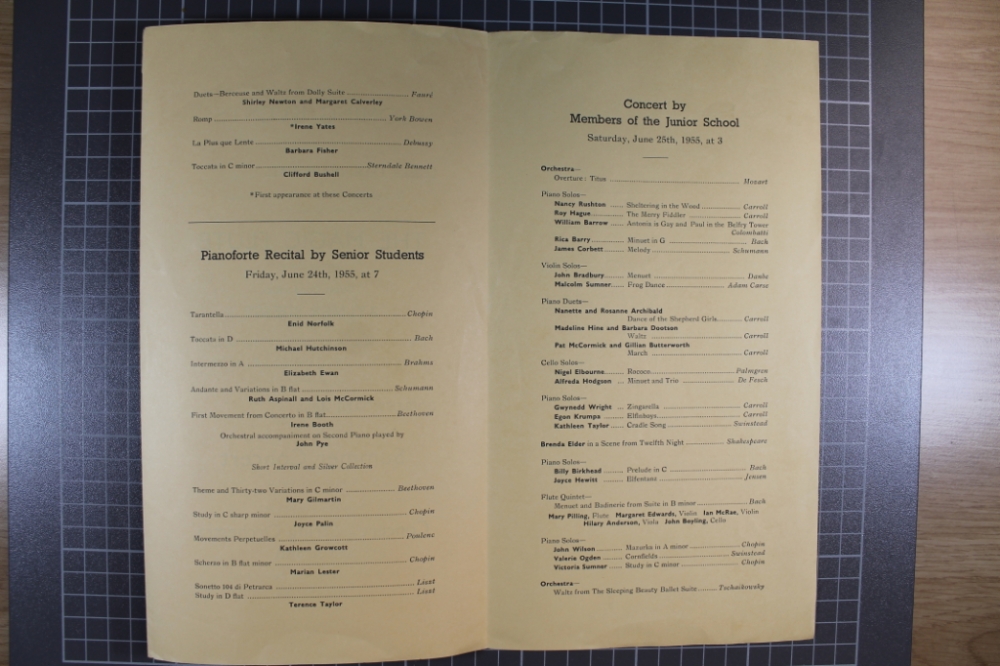 Duets—Berceuse and Waltz from Dolly Suite ........ Fauré
Shirley Newton and Margaret Calverley
Romp ........ York Bowen
*Irene Yates
La Plus que Lente ........ Debussy
Barbara Fisher
Toccata in C minor ........ Sterndale Bennett
Clifford Bushell
*First appearance at these Concerts
Pianoforte Recital by Senior Students
Friday, June 24th, 1955, at 7
Tarantella ........ Chopin
Enid Norfolk
Toccata in D ........ Bach
Michael Hutchinson
Intermezzo in A ........ Brahms
Elizabeth Ewan
Andante and Variations in B flat ........ Schumann
Ruth Aspinall and Lois McCormick
First Movement from Concerto in B flat ........ Beethoven
Irene Booth
Orchestral accompaniment on Second Piano played by
John Pye
Short Interval and Silver Collection
Theme and Thirty-two Variations in C minor ........ Beethoven
Mary Gilmartin
Study in C sharp minor ........ Chopin
Joyce Palin
Movements Perpetuelles ........ Poulenc
Kathleen Growcott
Scherzo in B flat minor ........ Chopin
Marian Lester
Sonetto 104 di Petrarca ........ Liszt
Study in D flat ........ Liszt
Terence Taylor
Concert by
Members of the Junior School
Saturday, June 25th, 1955, at 3
Orchestra—
Overture: Titus ........ Mozart
Piano Solos—
Nancy Rushton ...... Sheltering in the Wood ........ Carroll
Roy Hague ........ The Merry Fiddler ........ Carroll
William Barrow .... Antonia is Gay and Paul in the Belfry Tower
Colombatti
Rica Barry ........ Minuet in G ........ Bach
James Corbett ...... Melody ........ Schumann
Violin Solos—
John Bradbury ...... Menuet ........ Danbe
Malcolm Sumner ...... Frog Dance ........ Adam Carse
Piano Duets—
Nanette and Rosanne Archibald
Dance of the Shepherd Girls ...... Carroll
Madeline Hine and Barbara Dootson
Waltz ........ Carroll
Pat McCormick and Gillian Butterworth
March ........ Carroll
Cello Solos—
Nigel Elbourne ...... Rococo ........ Palmgren
Alfreda Hodgson ... Minuet and Trio ........ De Fesch
Piano Solos—
Gwynedd Wright ... Zingarella ........ Carroll
Egon Krumpa ...... Elfinboys ........ Carroll
Kathleen Taylor .... Cradle Song ........ Swinstead
Brenda Elder in a Scene from Twelfth Night ........ Shakespeare
Piano Solos—
Billy Birkhead ...... Prelude in C ........ Bach
Joyce Hewitt ...... Elfentanz ........ Jensen
Flute Quintet—
Menuet and Badinerie from Suite in B minor ........ Bach
Mary Pilling, Flute Margaret Edwards, Violin Ian McRae, Violin
Hilary Anderson, Viola John Boyling, Cello
Piano Solos—
John Wilson ........ Mazurka in A minor ........ Chopin
Valerie Ogden ...... Cornfields ........ Swinstead
Victoria Sumner .... Study in C minor ........ Chopin
Orchestra—
Waltz from The Sleeping Beauty Ballet Suite ........ Tschaikowsky